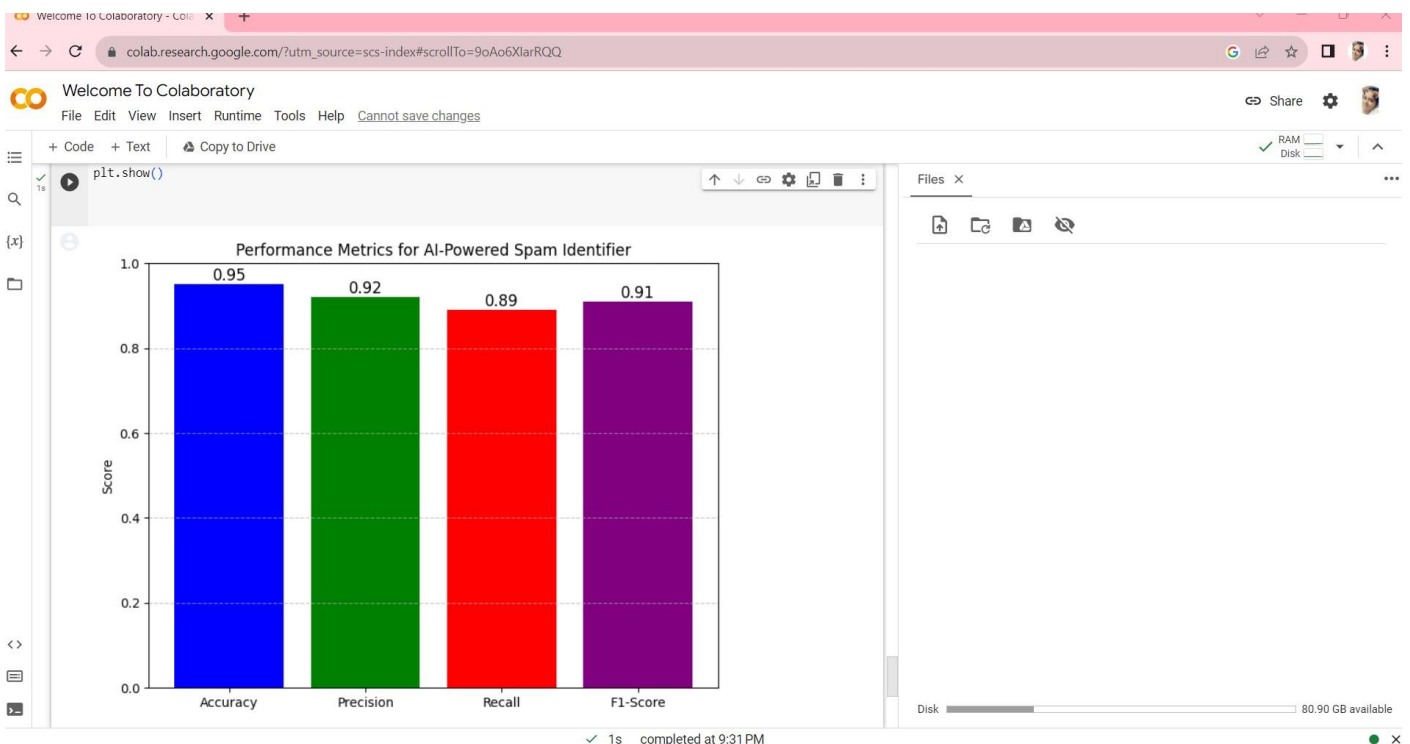 Welcome To Colaboratory - Cola
colab.research.google.com/?utm_source=scs-index#scrollTo=9oAo6XIarRQQ
Welcome To Colaboratory
File Edit View Insert Runtime Tools Help Cannot save changes
Share
+ Code + Text Copy to Drive
RAM
Disk
1s
plt.show()
Files
{x}
Performance Metrics for AI-Powered Spam Identifier
1.0
0.8
0.6
0.4
0.2
0.0
Score
0.95
0.92
0.89
0.91
Accuracy Precision Recall F1-Score
Disk 80.90 GB available
1s completed at 9:31 PM